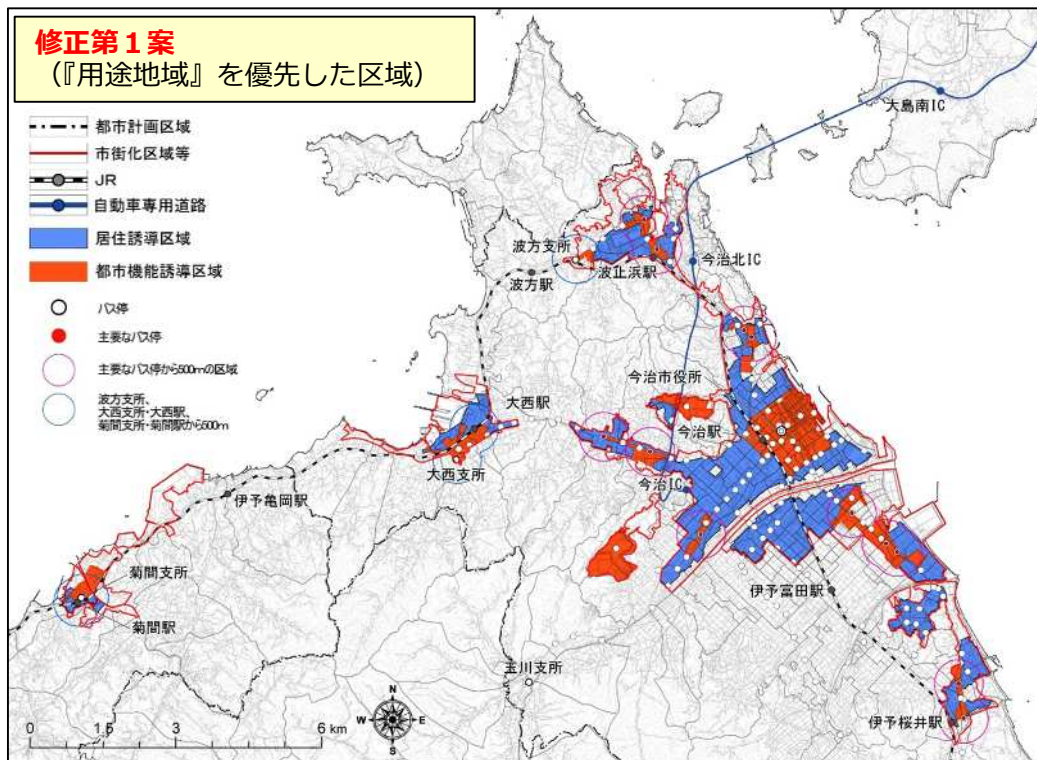 修正第1案
(『用途地域』を優先した区域)
都市計画区域
市街化区域等
JR
自動車専用道路
居住誘導区域
都市機能誘導区域
バス停
主要なバス停
主要なバス停から500mの区域
波方支所、
大西支所・大西駅、
菊間支所・菊間駅から500m
大島南IC
波方支所
波方駅
波止浜駅
今治北IC
今治市役所
大西駅
今治駅
大西支所
今治IC
伊予亀岡駅
菊間支所
菊間駅
伊予富田駅
玉川支所
伊予桜井駅
N
W E
S
0 1.5 3 6 km